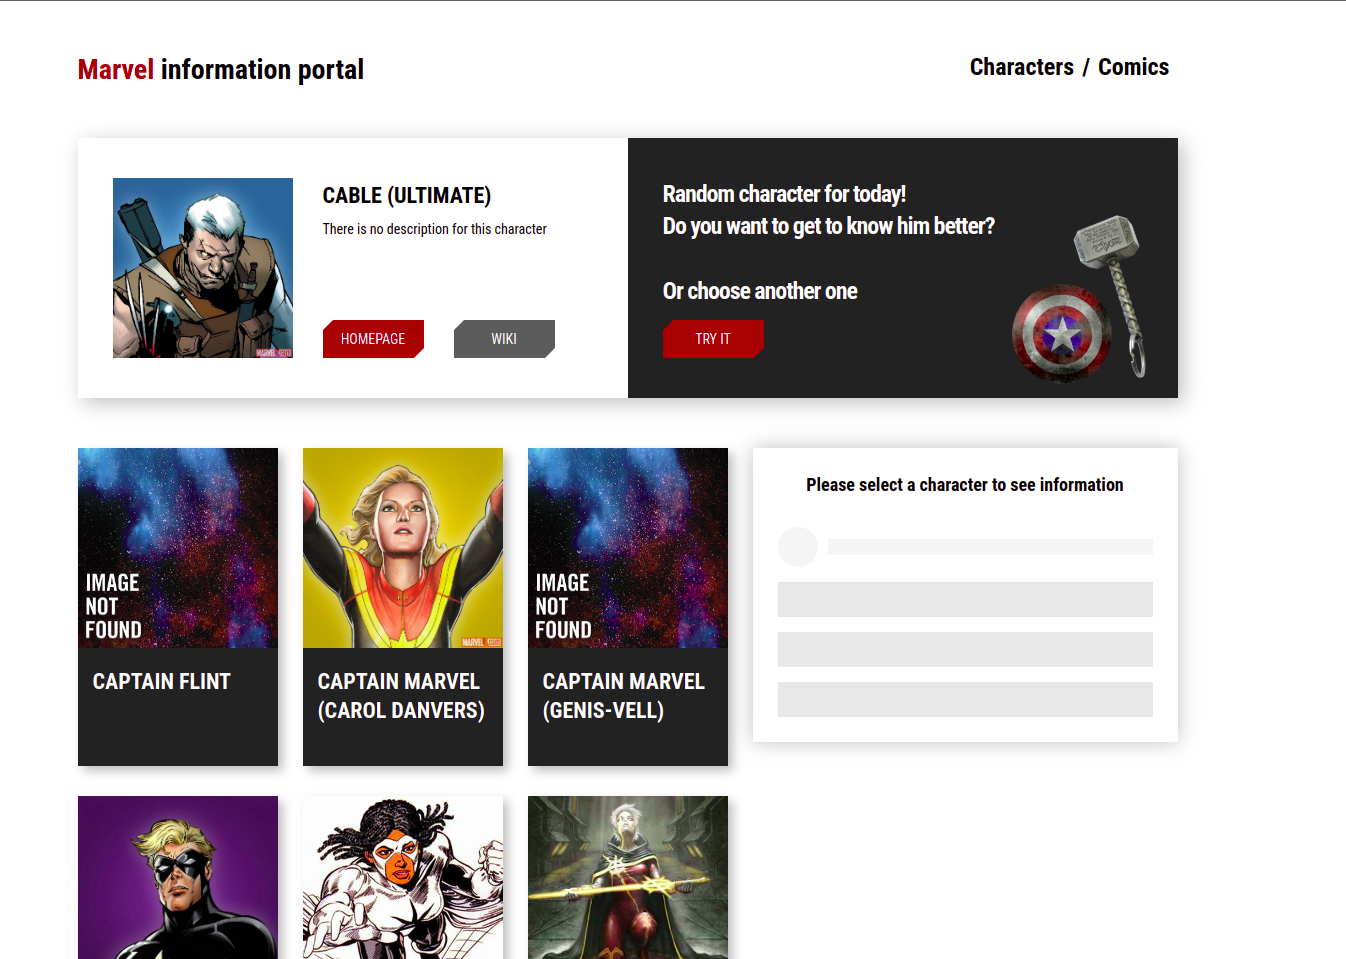 Marvel information portal
Characters / Comics
CABLE (ULTIMATE)
There is no description for this character
HOMEPAGE
WIKI
Random character for today!
Do you want to get to know him better?
Or choose another one
TRY IT
IMAGE
NOT
FOUND
CAPTAIN FLINT
CAPTAIN MARVEL
(CAROL DANVERS)
IMAGE
NOT
FOUND
CAPTAIN MARVEL
(GENIS-VELL)
Please select a character to see information